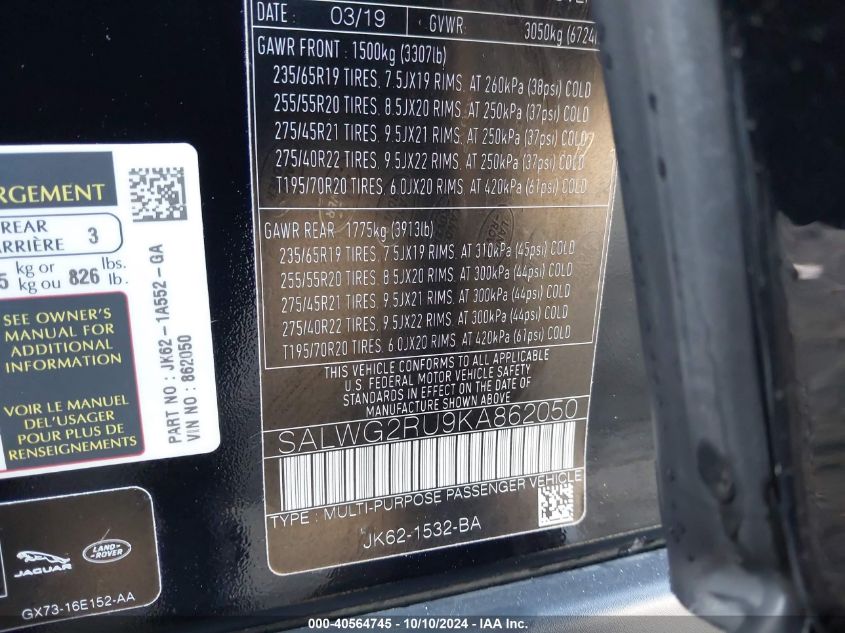 DATE : 03/19 GVWR: 3050kg
GAWR FRONT : 1500kg (3307lb)
235/65R19 TIRES, 7.5JX19 RIMS, AT 260kPa (38psi) COLD
255/55R20 TIRES, 8.5JX20 RIMS, AT 250kPa (37psi) COLD
275/45R21 TIRES, 9.5JX21 RIMS, AT 250kPa (37psi) COLD
275/40R22 TIRES, 9.5JX22 RIMS, AT 250kPa (37psi) COLD
T195/70R20 TIRES, 6.0JX20 RIMS, AT 420kPa (61psi) COLD
GAWR REAR : 1775kg (3913lb)
235/65R19 TIRES, 7.5JX19 RIMS, AT 310kPa (45psi) COLD
255/55R20 TIRES, 8.5JX20 RIMS, AT 300kPa (44psi) COLD
275/45R21 TIRES, 9.5JX21 RIMS, AT 300kPa (44psi) COLD
275/40R22 TIRES, 9.5JX22 RIMS, AT 300kPa (44psi) COLD
T195/70R20 TIRES, 6.0JX20 RIMS, AT 420kPa (61psi) COLD
THIS VEHICLE CONFORMS TO ALL APPLICABLE
U.S. FEDERAL MOTOR VEHICLE SAFETY
STANDARDS IN EFFECT ON THE DATE OF
MANUFACTURE SHOWN ABOVE
SALWG2RU9KA862050
TYPE : MULTI-PURPOSE PASSENGER VEHICLE
JK62-1532-BA
REAR 3
kg or lbs.
kg ou 826 lb.
SEE OWNER'S
MANUAL FOR
ADDITIONAL
INFORMATION
VOIR LE MANUEL
DEL'USAGER
POUR PLUS DE
RENSEIGNEMENTS
PART NO : JK62-1A552-GA
VIN NO : 862050
JAGUAR
LAND-ROVER
GX73-16E152-AA
000-40564745 - 10/10/2024 - IAA Inc.